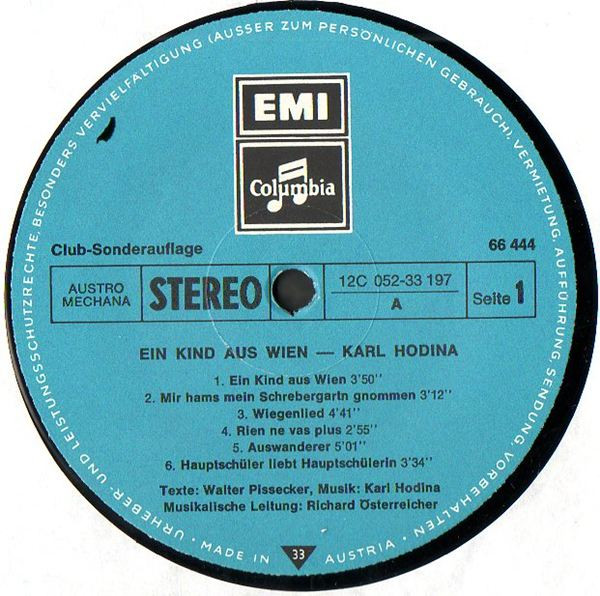 URHEBER- UND LEISTUNGSSCHUTZRECHTE, BESONDERS VERVIELFÄLTIGUNG (AUSSER ZUM PERSÖNLICHEN GEBRAUCH), VERMIETUNG, AUFFÜHRUNG, SENDUNG, VORBEHALTEN ·
EMI
Columbia
Club-Sonderauflage
66 444
AUSTRO
MECHANA
STEREO
12C 052-33 197
A
Seite 1
EIN KIND AUS WIEN — KARL HODINA
1. Ein Kind aus Wien 3'50''
2. Mir hams mein Schrebergartn gnommen 3'12''
3. Wiegenlied 4'41''
4. Rien ne vas plus 2'55''
5. Auswanderer 5'01''
6. Hauptschüler liebt Hauptschülerin 3'34''
Texte: Walter Pissecker, Musik: Karl Hodina
Musikalische Leitung: Richard Österreicher
· MADE IN
33
AUSTRIA ·